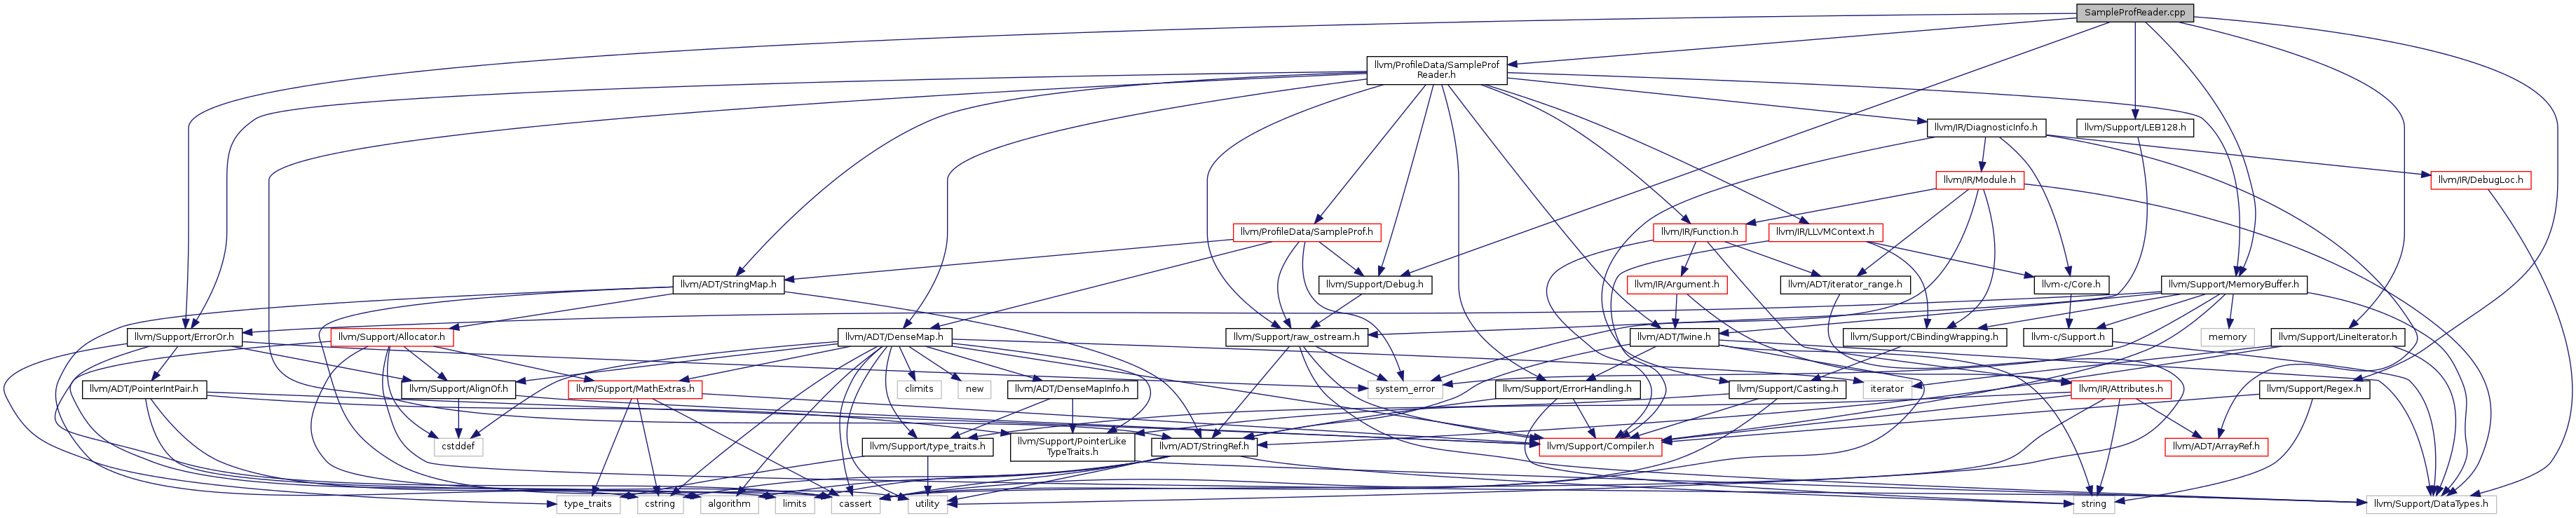 SampleProfReader.cpp
llvm/ProfileData/SampleProf
Reader.h
llvm/IR/DiagnosticInfo.h
llvm/Support/LEB128.h
llvm/IR/Module.h
llvm/IR/DebugLoc.h
llvm/ProfileData/SampleProf.h
llvm/IR/Function.h
llvm/IR/LLVMContext.h
llvm/ADT/StringMap.h
llvm/Support/Debug.h
llvm/IR/Argument.h
llvm/ADT/iterator_range.h
llvm-c/Core.h
llvm/Support/MemoryBuffer.h
llvm/Support/ErrorOr.h
llvm/Support/Allocator.h
llvm/ADT/DenseMap.h
llvm/Support/raw_ostream.h
llvm/ADT/Twine.h
llvm/Support/CBindingWrapping.h
llvm-c/Support.h
memory
llvm/Support/LineIterator.h
llvm/ADT/PointerIntPair.h
llvm/Support/AlignOf.h
llvm/Support/MathExtras.h
climits
new
llvm/ADT/DenseMapInfo.h
system_error
llvm/Support/ErrorHandling.h
iterator
llvm/Support/Casting.h
llvm/IR/Attributes.h
llvm/Support/Regex.h
cstddef
llvm/Support/type_traits.h
llvm/Support/PointerLike
TypeTraits.h
llvm/ADT/StringRef.h
llvm/Support/Compiler.h
llvm/ADT/ArrayRef.h
type_traits
cstring
algorithm
limits
cassert
utility
string
llvm/Support/DataTypes.h